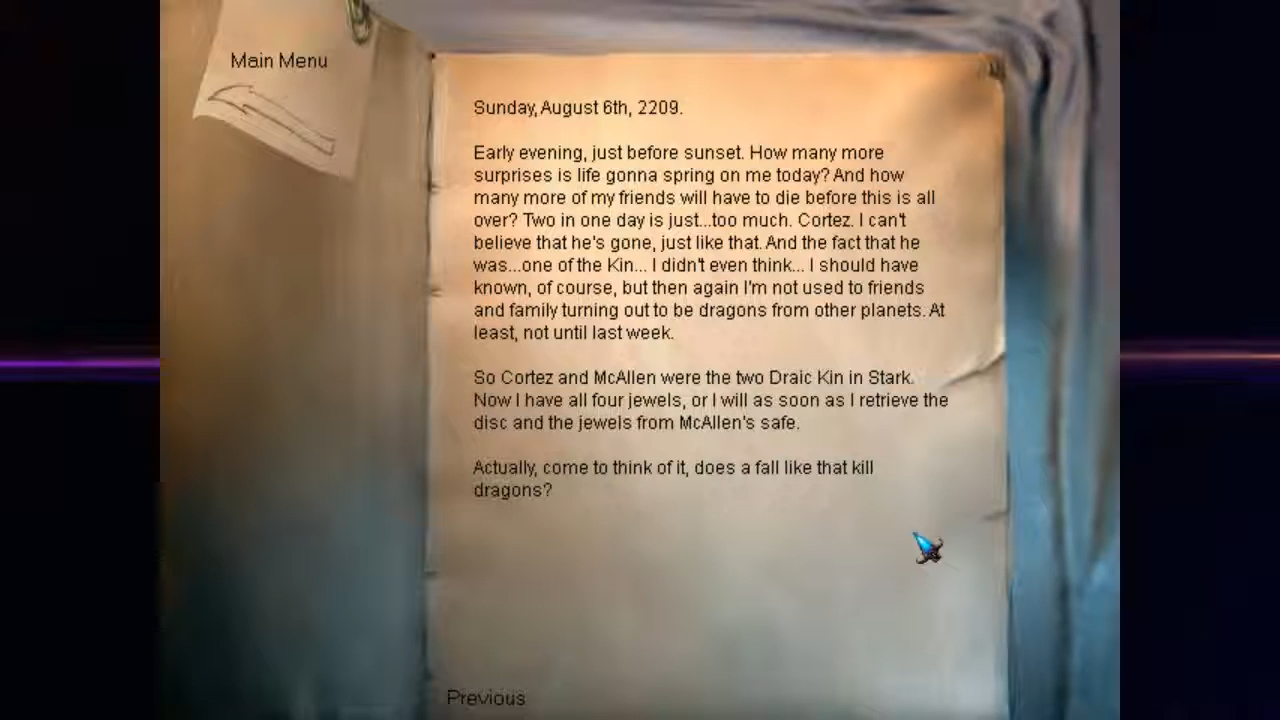 Main Menu
Sunday, August 6th, 2209.
Early evening, just before sunset. How many more
surprises is life gonna spring on me today? And how
many more of my friends will have to die before this is all
over? Two in one day is just...too much. Cortez. I can't
believe that he's gone, just like that. And the fact that he
was...one of the Kin... I didn't even think... I should have
known, of course, but then again I'm not used to friends
and family turning out to be dragons from other planets. At
least, not until last week.
So Cortez and McAllen were the two Draic Kin in Stark.
Now I have all four jewels, or I will as soon as I retrieve the
disc and the jewels from McAllen's safe.
Actually, come to think of it, does a fall like that kill
dragons?
Previous